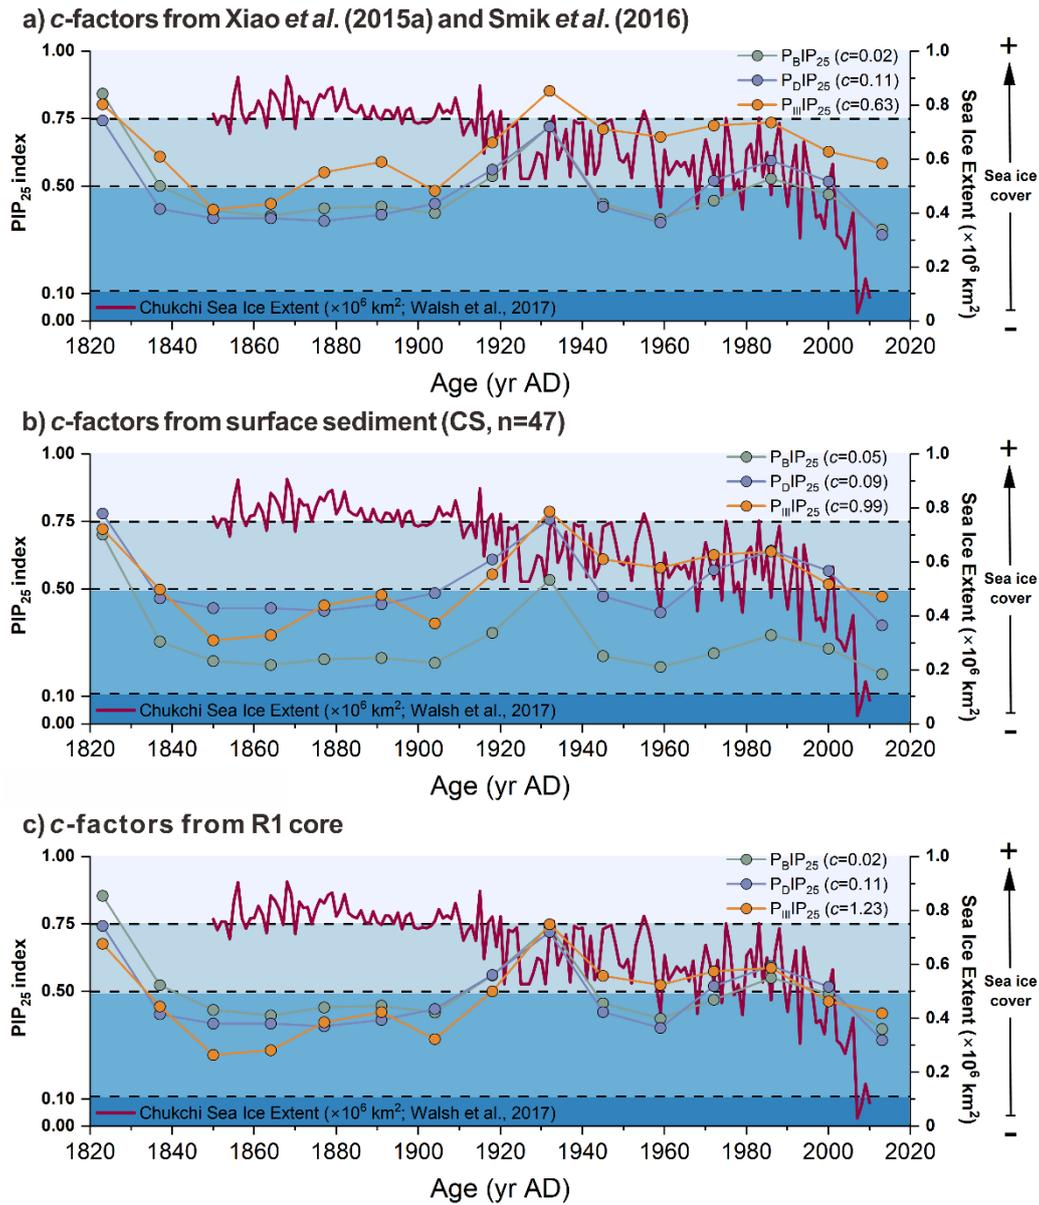 a) c-factors from Xiao et al. (2015a) and Smik et al. (2016)
1.00
0.75
0.50
0.10
0.00
PIP25 index
PBIP25 (c=0.02)
PDIP25 (c=0.11)
PIIIIP25 (c=0.63)
Chukchi Sea Ice Extent (×10⁶ km²; Walsh et al., 2017)
1.0
0.8
0.6
0.4
0.2
0
Sea Ice Extent (×10⁶ km²)
+
Sea ice
cover
-
1820 1840 1860 1880 1900 1920 1940 1960 1980 2000 2020
Age (yr AD)
b) c-factors from surface sediment (CS, n=47)
1.00
0.75
0.50
0.10
0.00
PIP25 index
PBIP25 (c=0.05)
PDIP25 (c=0.09)
PIIIIP25 (c=0.99)
Chukchi Sea Ice Extent (×10⁶ km²; Walsh et al., 2017)
1.0
0.8
0.6
0.4
0.2
0
Sea Ice Extent (×10⁶ km²)
+
Sea ice
cover
-
1820 1840 1860 1880 1900 1920 1940 1960 1980 2000 2020
Age (yr AD)
c) c-factors from R1 core
1.00
0.75
0.50
0.10
0.00
PIP25 index
PBIP25 (c=0.02)
PDIP25 (c=0.11)
PIIIIP25 (c=1.23)
Chukchi Sea Ice Extent (×10⁶ km²; Walsh et al., 2017)
1.0
0.8
0.6
0.4
0.2
0
Sea Ice Extent (×10⁶ km²)
+
Sea ice
cover
-
1820 1840 1860 1880 1900 1920 1940 1960 1980 2000 2020
Age (yr AD)